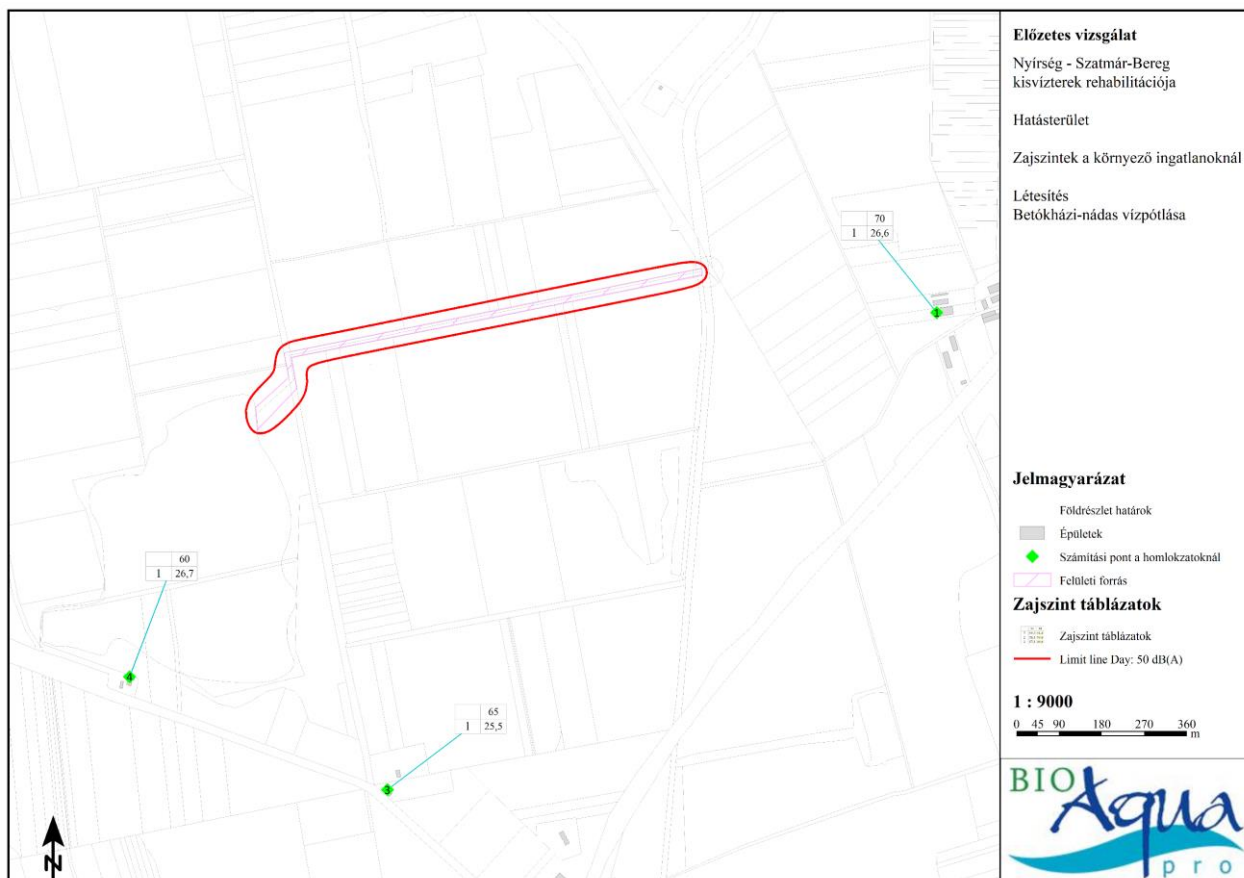 Előzetes vizsgálat
Nyírség - Szatmár-Bereg
kisvízterek rehabilitációja
Hatásterület
Zajszintek a környező ingatlanoknál
Létesítés
Betókházi-nádas vízpótlása
70
1 26,6
1
60
1 26,7
4
65
1 25,5
3
N
Jelmagyarázat
Földrészlet határok
Épületek
Számítási pont a homlokzatoknál
Felületi forrás
Zajszint táblázatok
Zajszint táblázatok
Limit line Day: 50 dB(A)
1 : 9000
0 45 90 180 270 360
m
BIO
Aqua
pro